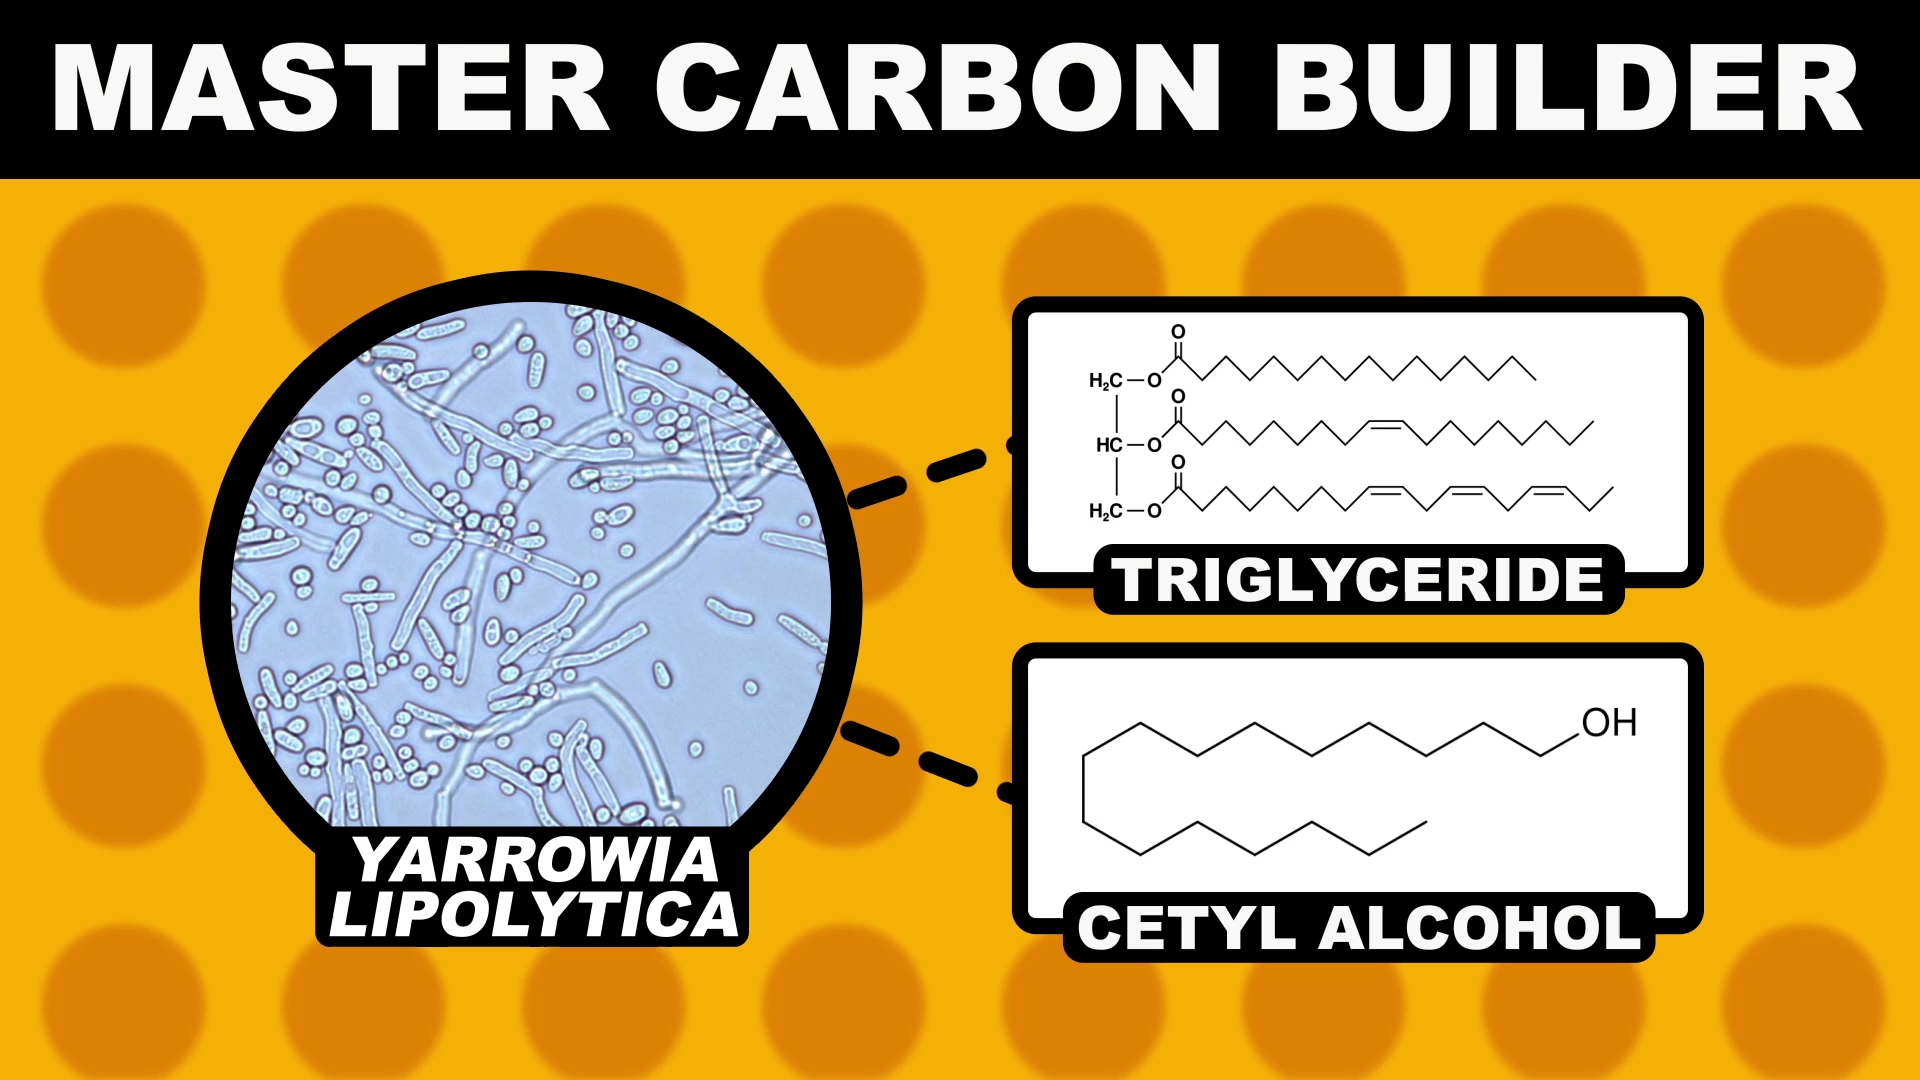 MASTER CARBON BUILDER
YARROWIA
LIPOLYTICA
O
H₂C—O
O
HC—O
O
H₂C—O
TRIGLYCERIDE
OH
CETYL ALCOHOL